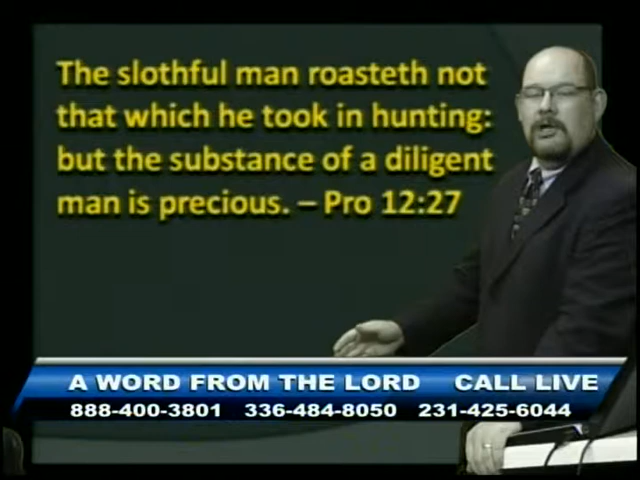 The slothful man roasteth not
that which he took in hunting:
but the substance of a diligent
man is precious. – Pro 12:27
A WORD FROM THE LORD CALL LIVE
888-400-3801 336-484-8050 231-425-6044